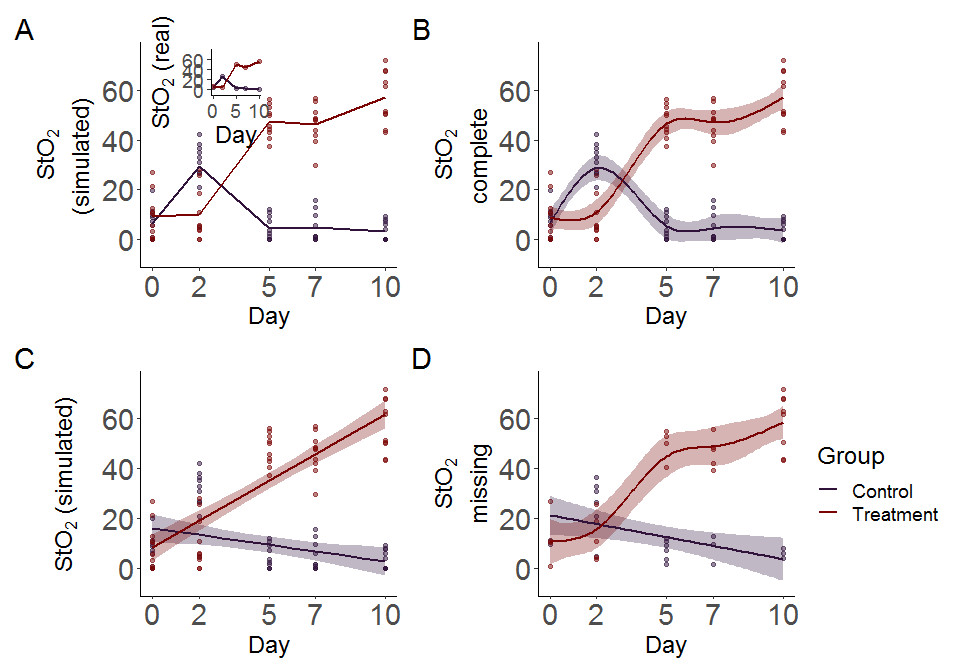 A
StO₂
(simulated)
60
40
20
0
0 2 5 7 10
Day
StO₂ (real)
60
40
20
0
0 5 10
Day
B
StO₂
complete
60
40
20
0
0 2 5 7 10
Day
C
StO₂ (simulated)
60
40
20
0
0 2 5 7 10
Day
D
StO₂
missing
60
40
20
0
0 2 5 7 10
Day
Group
Control
Treatment